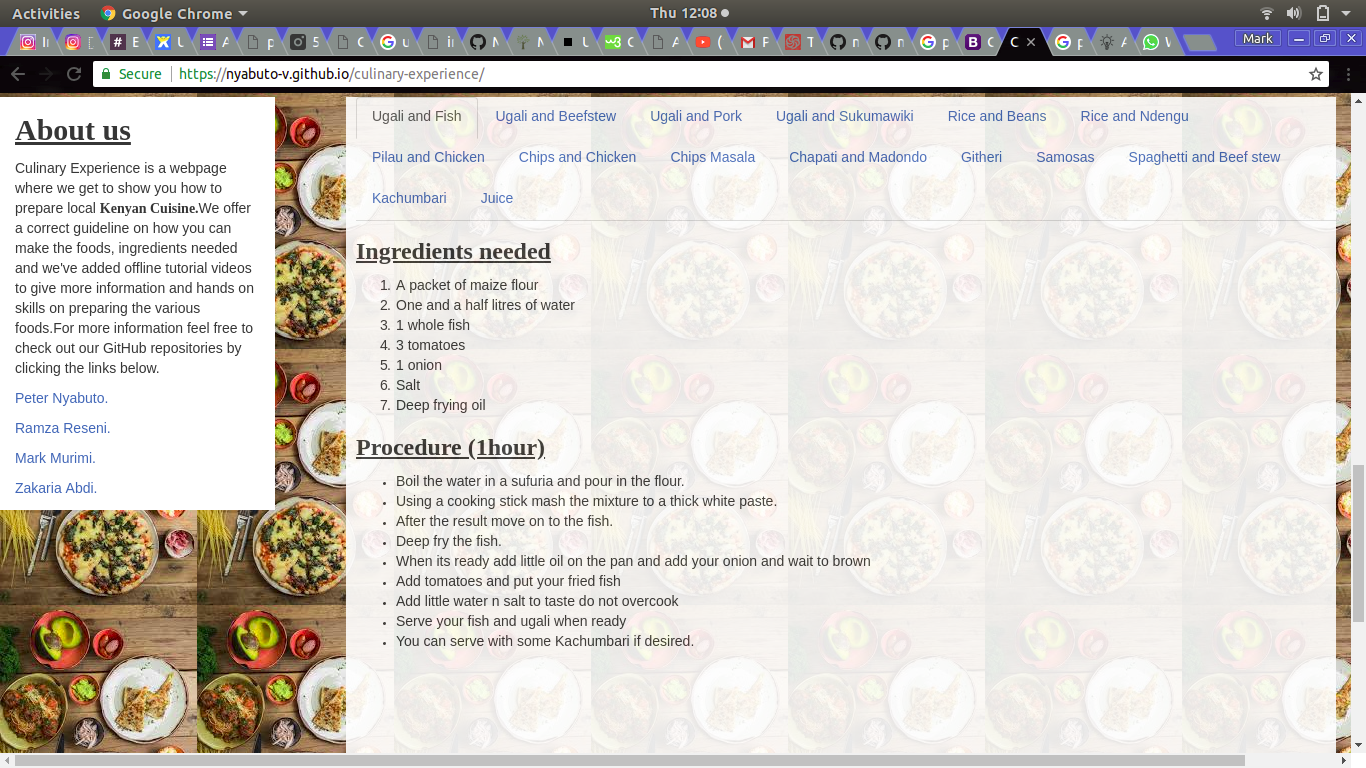 Activities Google Chrome Thu 12:08
Mark
Secure https://nyabuto-v.github.io/culinary-experience/
About us
Culinary Experience is a webpage
where we get to show you how to
prepare local Kenyan Cuisine.We offer
a correct guideline on how you can
make the foods, ingredients needed
and we've added offline tutorial videos
to give more information and hands on
skills on preparing the various
foods.For more information feel free to
check out our GitHub repositories by
clicking the links below.
Peter Nyabuto.
Ramza Reseni.
Mark Murimi.
Zakaria Abdi.
Ugali and Fish Ugali and Beefstew Ugali and Pork Ugali and Sukumawiki Rice and Beans Rice and Ndengu
Pilau and Chicken Chips and Chicken Chips Masala Chapati and Madondo Githeri Samosas Spaghetti and Beef stew
Kachumbari Juice
Ingredients needed
1. A packet of maize flour
2. One and a half litres of water
3. 1 whole fish
4. 3 tomatoes
5. 1 onion
6. Salt
7. Deep frying oil
Procedure (1hour)
• Boil the water in a sufuria and pour in the flour.
• Using a cooking stick mash the mixture to a thick white paste.
• After the result move on to the fish.
• Deep fry the fish.
• When its ready add little oil on the pan and add your onion and wait to brown
• Add tomatoes and put your fried fish
• Add little water n salt to taste do not overcook
• Serve your fish and ugali when ready
• You can serve with some Kachumbari if desired.